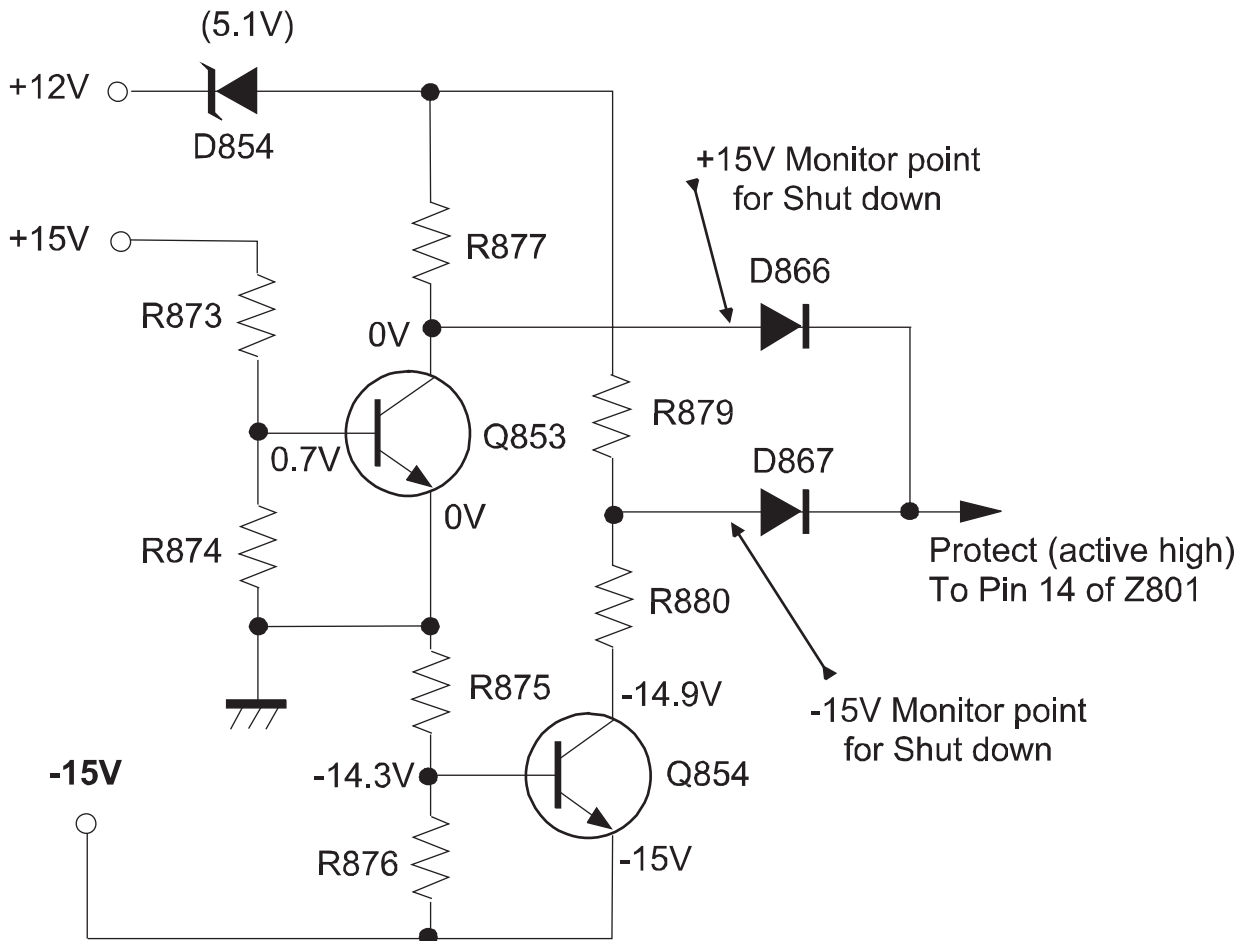 (5.1V)
+12V
D854
+15V Monitor point
for Shut down
+15V
R877
D866
R873
0V
R879
Q853
0.7V
D867
0V
R874
Protect (active high)
To Pin 14 of Z801
R880
R875
-14.9V
-15V Monitor point
for Shut down
-15V
-14.3V
Q854
R876
-15V